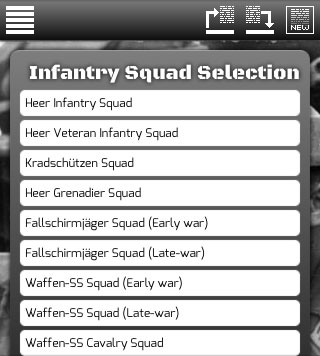 NEW
Infantry Squad Selection
Heer Infantry Squad
Heer Veteran Infantry Squad
Kradschützen Squad
Heer Grenadier Squad
Fallschirmjäger Squad (Early war)
Fallschirmjäger Squad (Late-war)
Waffen-SS Squad (Early war)
Waffen-SS Squad (Late-war)
Waffen-SS Cavalry Squad